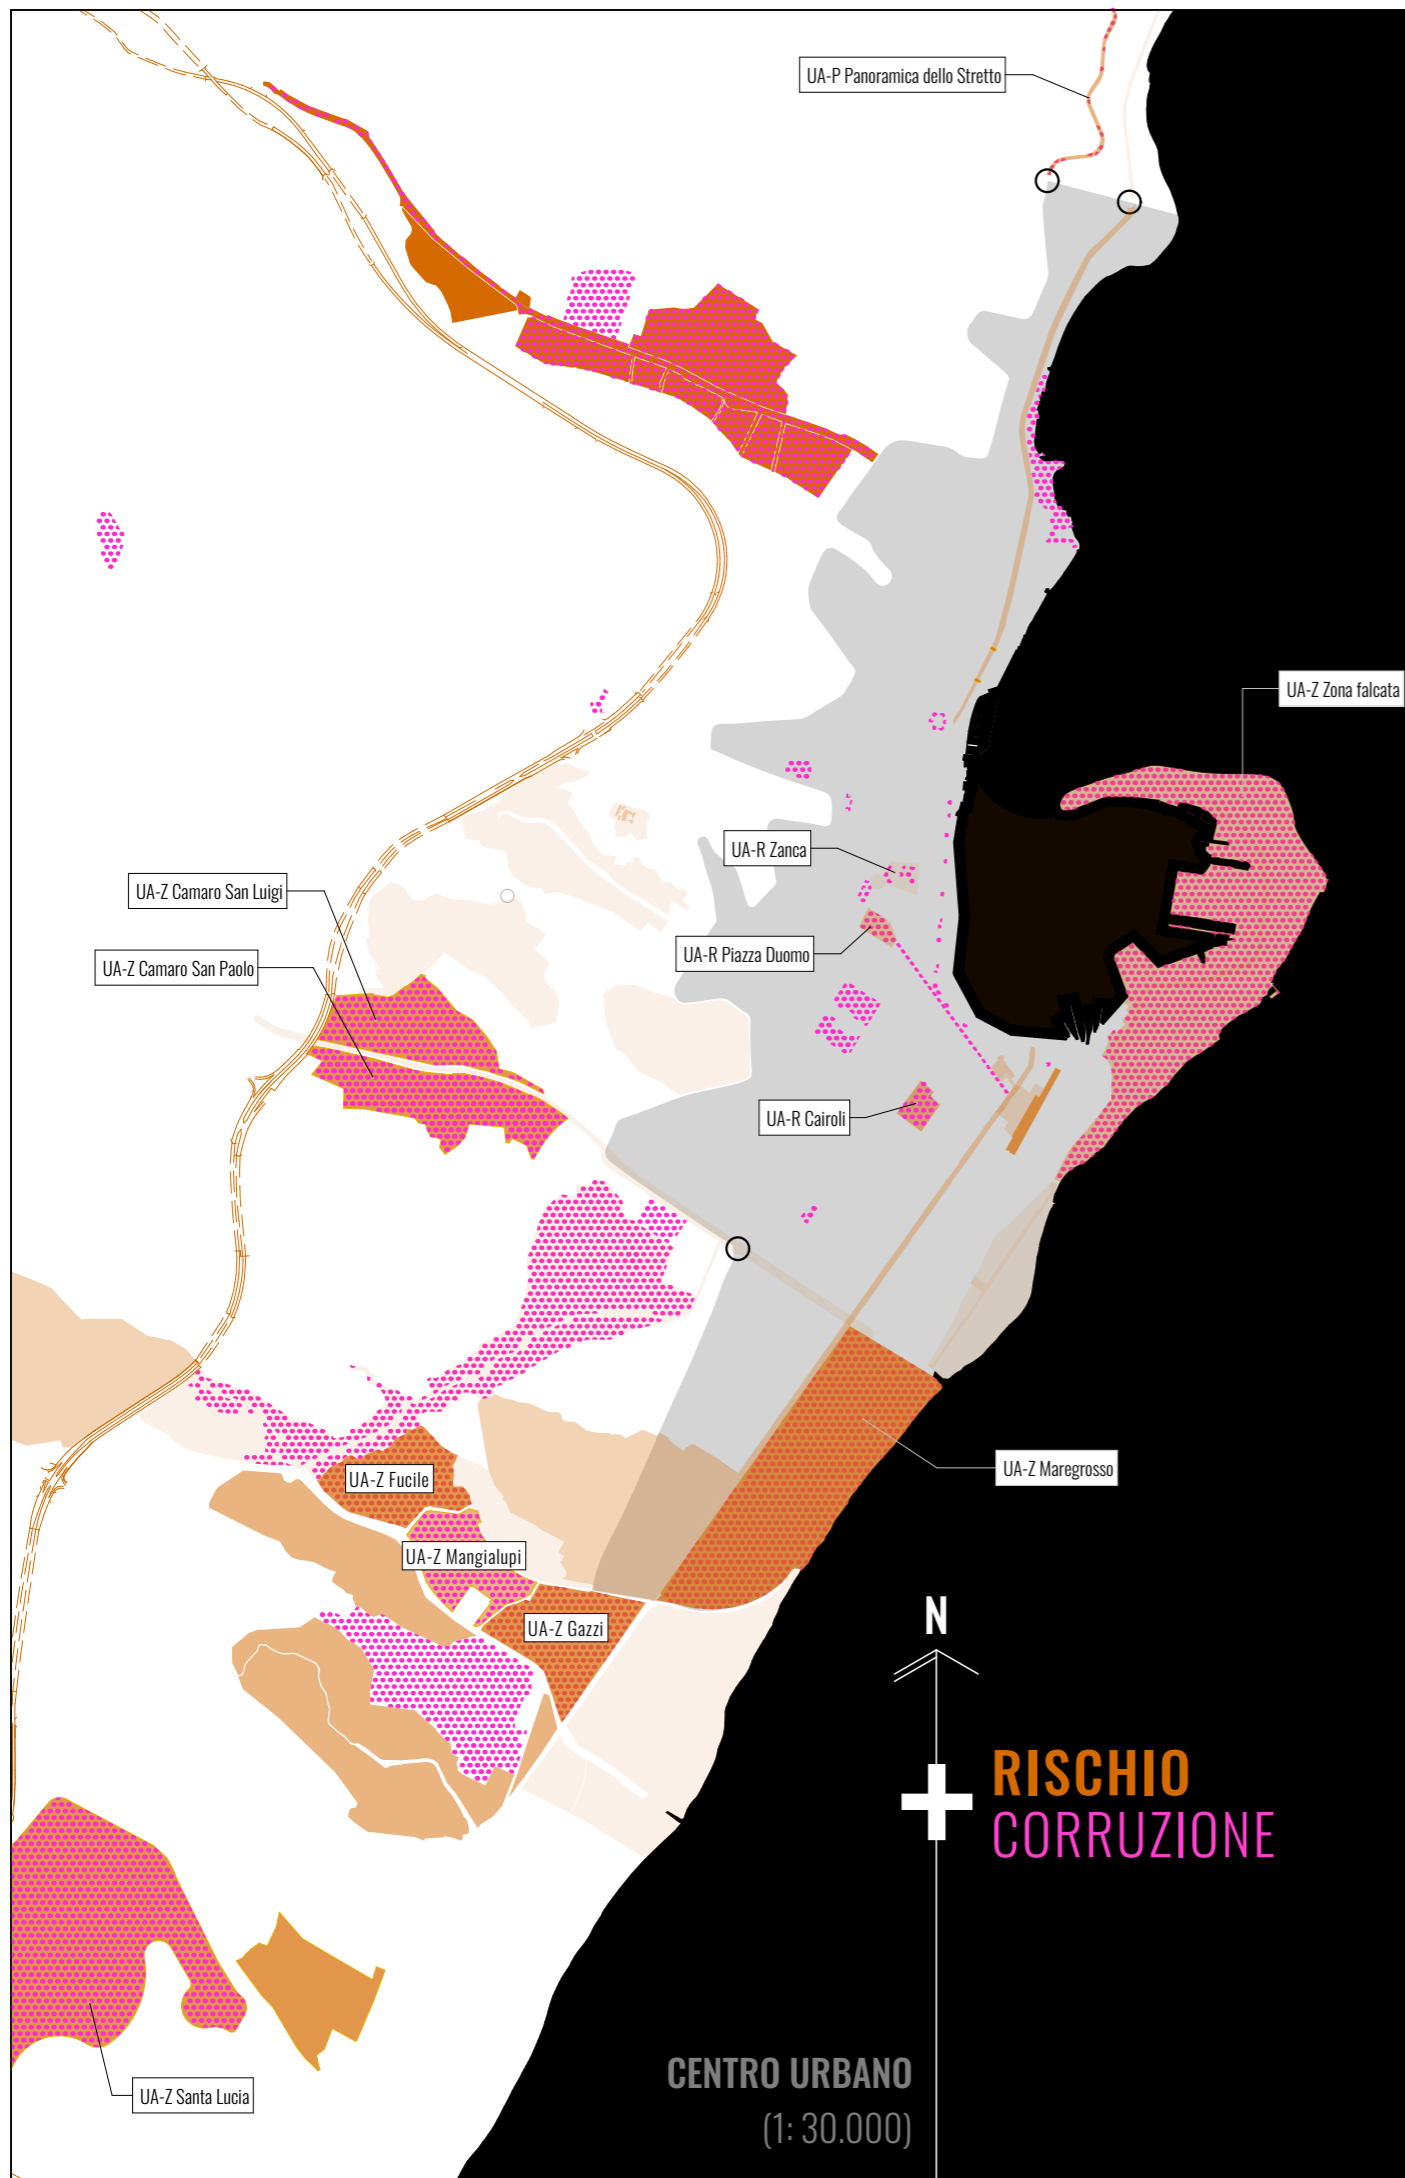 UA-P Panoramica dello Stretto
UA-Z Zona falcata
UA-R Zanca
UA-Z Camaro San Luigi
UA-R Piazza Duomo
UA-Z Camaro San Paolo
UA-R Cairoli
UA-Z Maregrosso
UA-Z Fucile
UA-Z Mangialupi
UA-Z Gazzi
N
RISCHIO
CORRUZIONE
CENTRO URBANO
(1: 30.000)
UA-Z Santa Lucia